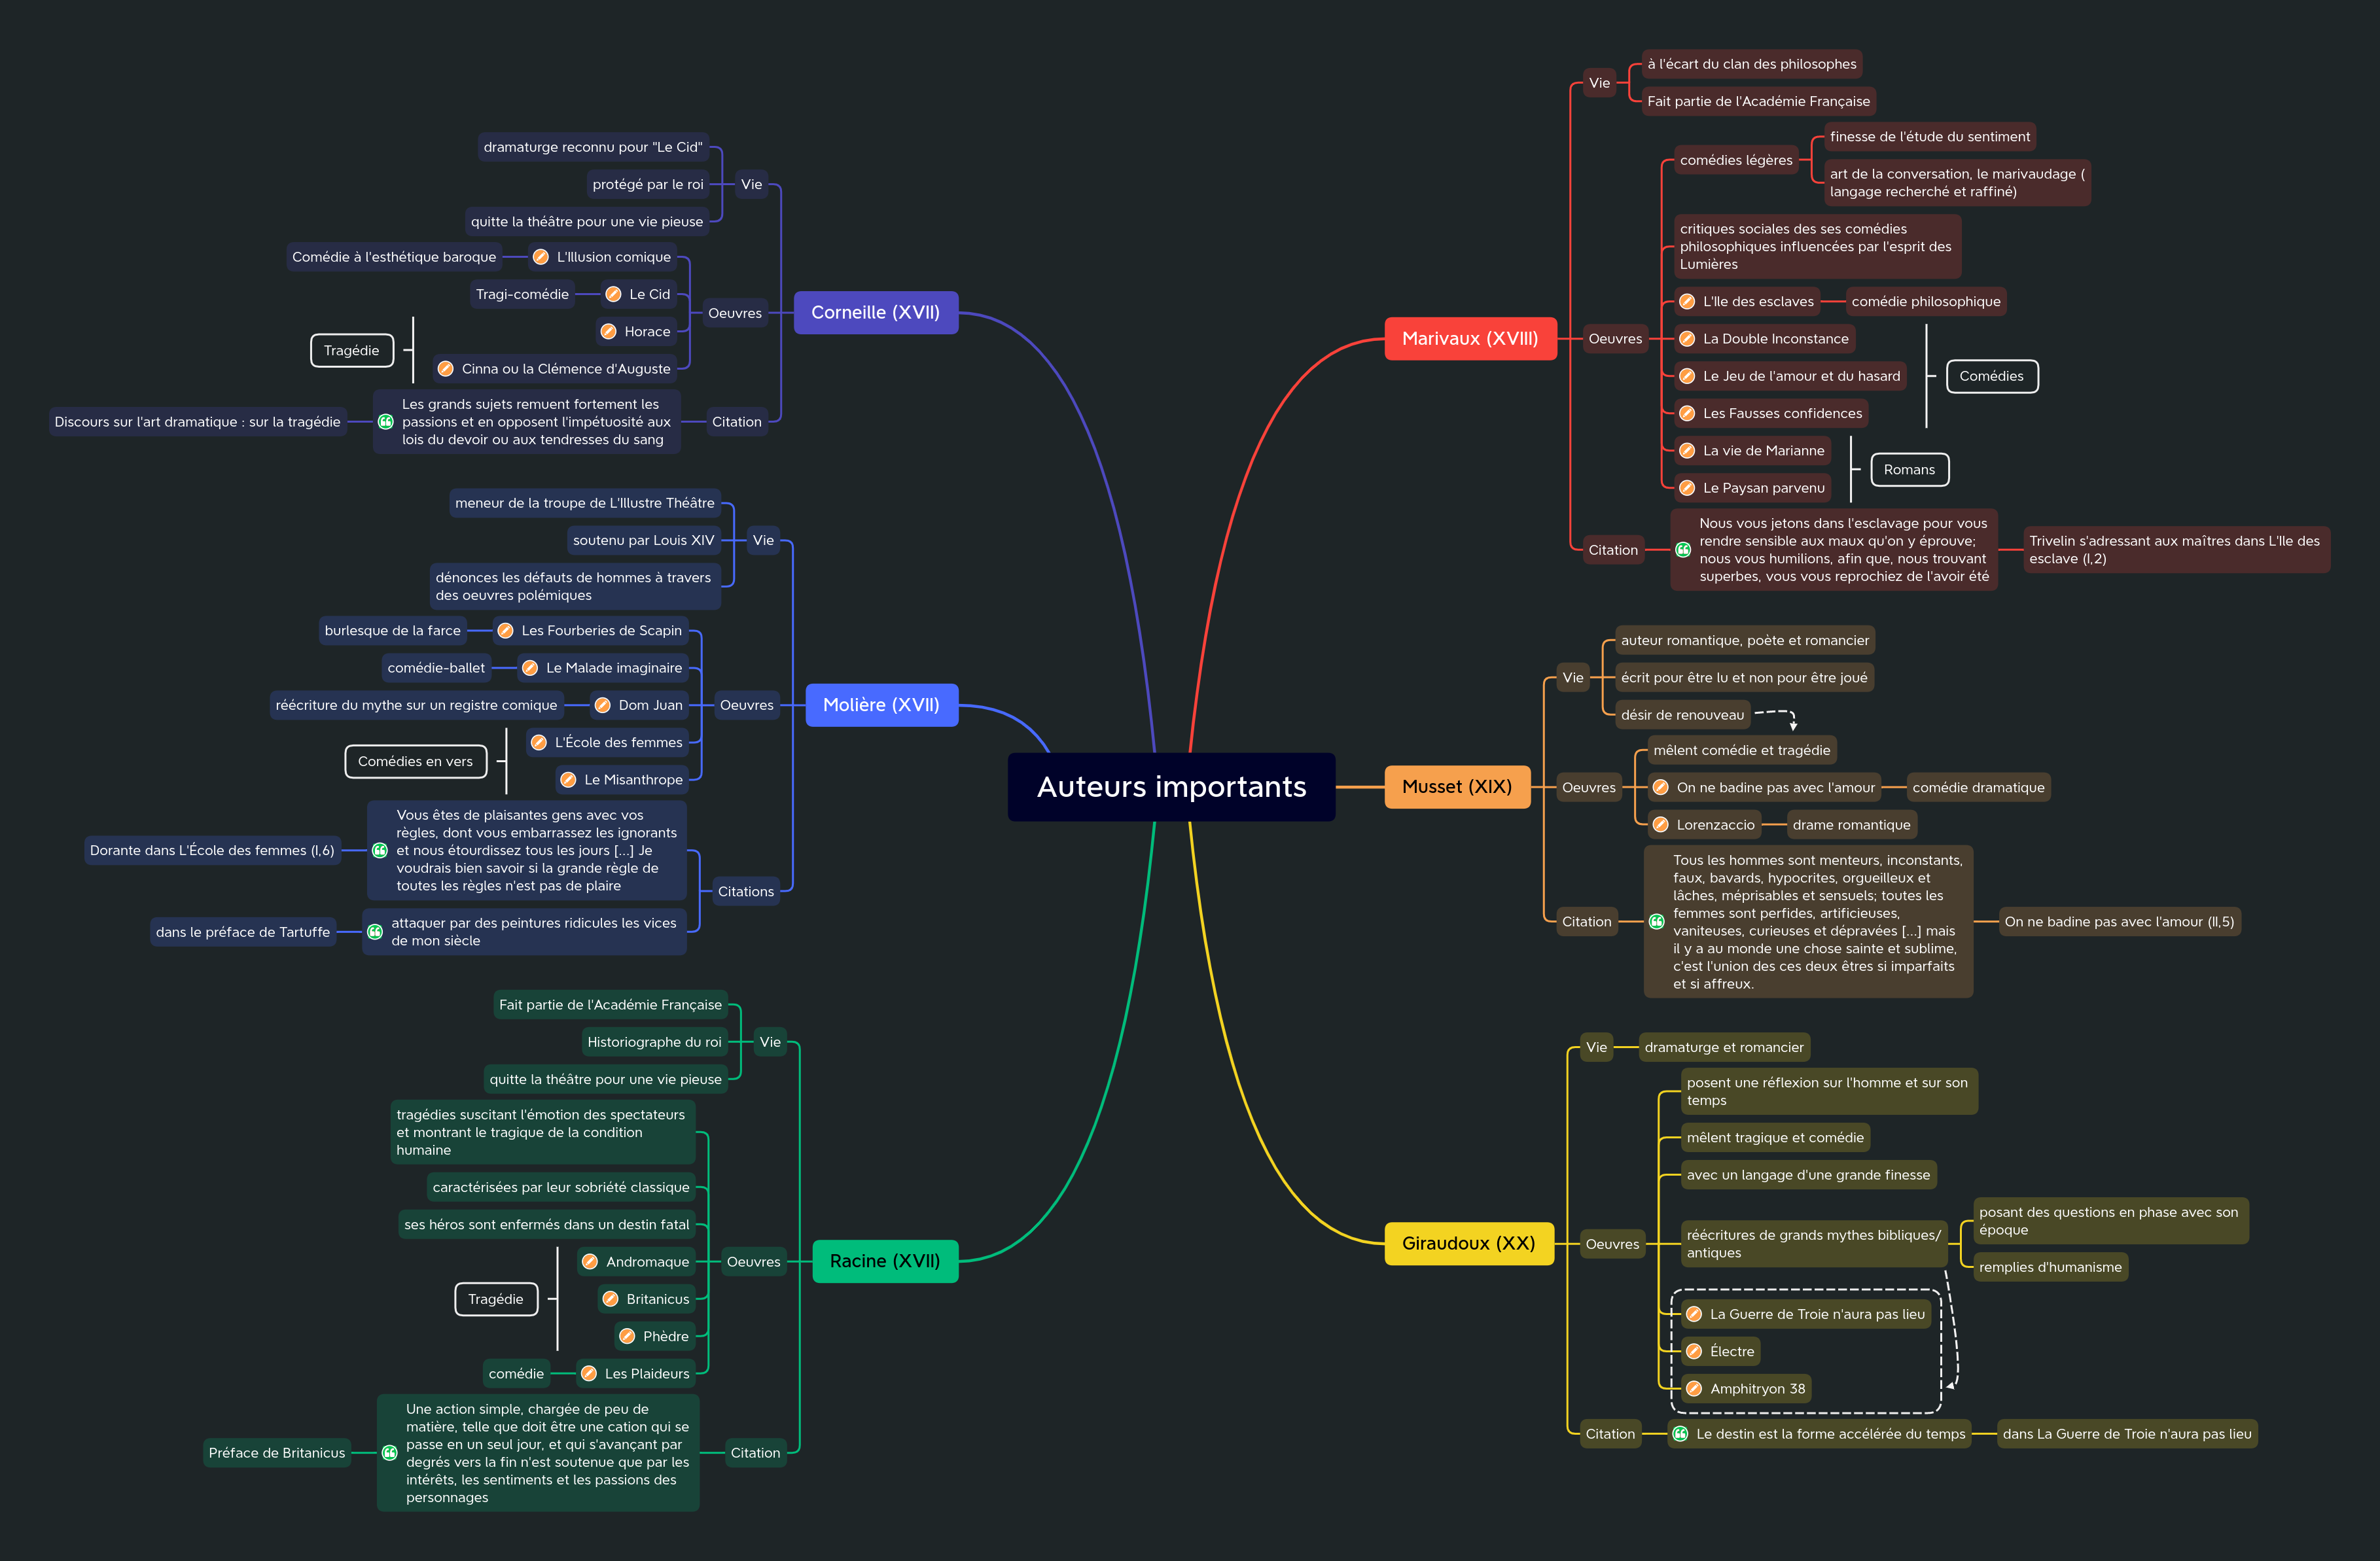 Auteurs importants
Corneille (XVII)
Vie
dramaturge reconnu pour "Le Cid"
protégé par le roi
quitte la théâtre pour une vie pieuse
Oeuvres
L'Illusion comique
Comédie à l'esthétique baroque
Le Cid
Tragi-comédie
Horace
Cinna ou la Clémence d'Auguste
Tragédie
Citation
Les grands sujets remuent fortement les
passions et en opposent l'impétuosité aux
lois du devoir ou aux tendresses du sang
Discours sur l'art dramatique : sur la tragédie
Molière (XVII)
Vie
meneur de la troupe de L'Illustre Théâtre
soutenu par Louis XIV
dénonces les défauts de hommes à travers
des oeuvres polémiques
Oeuvres
Les Fourberies de Scapin
burlesque de la farce
Le Malade imaginaire
comédie-ballet
Dom Juan
réécriture du mythe sur un registre comique
L'École des femmes
Le Misanthrope
Comédies en vers
Citations
Vous êtes de plaisantes gens avec vos
règles, dont vous embarrassez les ignorants
et nous étourdissez tous les jours [...] Je
voudrais bien savoir si la grande règle de
toutes les règles n'est pas de plaire
Dorante dans L'École des femmes (I,6)
attaquer par des peintures ridicules les vices
de mon siècle
dans le préface de Tartuffe
Racine (XVII)
Vie
Fait partie de l'Académie Française
Historiographe du roi
quitte la théâtre pour une vie pieuse
Oeuvres
tragédies suscitant l'émotion des spectateurs
et montrant le tragique de la condition
humaine
caractérisées par leur sobriété classique
ses héros sont enfermés dans un destin fatal
Andromaque
Britanicus
Phèdre
Tragédie
Les Plaideurs
comédie
Citation
Une action simple, chargée de peu de
matière, telle que doit être une cation qui se
passe en un seul jour, et qui s'avançant par
degrés vers la fin n'est soutenue que par les
intérêts, les sentiments et les passions des
personnages
Préface de Britanicus
Marivaux (XVIII)
Vie
à l'écart du clan des philosophes
Fait partie de l'Académie Française
Oeuvres
comédies légères
finesse de l'étude du sentiment
art de la conversation, le marivaudage (
langage recherché et raffiné)
critiques sociales des ses comédies
philosophiques influencées par l'esprit des
Lumières
L'Ile des esclaves
comédie philosophique
La Double Inconstance
Le Jeu de l'amour et du hasard
Les Fausses confidences
Comédies
La vie de Marianne
Le Paysan parvenu
Romans
Citation
Nous vous jetons dans l'esclavage pour vous
rendre sensible aux maux qu'on y éprouve;
nous vous humilions, afin que, nous trouvant
superbes, vous vous reprochiez de l'avoir été
Trivelin s'adressant aux maîtres dans L'Ile des
esclave (I,2)
Musset (XIX)
Vie
auteur romantique, poète et romancier
écrit pour être lu et non pour être joué
désir de renouveau
Oeuvres
mêlent comédie et tragédie
On ne badine pas avec l'amour
comédie dramatique
Lorenzaccio
drame romantique
Citation
Tous les hommes sont menteurs, inconstants,
faux, bavards, hypocrites, orgueilleux et
lâches, méprisables et sensuels; toutes les
femmes sont perfides, artificieuses,
vaniteuses, curieuses et dépravées [...] mais
il y a au monde une chose sainte et sublime,
c'est l'union des ces deux êtres si imparfaits
et si affreux.
On ne badine pas avec l'amour (II,5)
Giraudoux (XX)
Vie
dramaturge et romancier
Oeuvres
posent une réflexion sur l'homme et sur son
temps
mêlent tragique et comédie
avec un langage d'une grande finesse
réécritures de grands mythes bibliques/
antiques
posant des questions en phase avec son
époque
remplies d'humanisme
La Guerre de Troie n'aura pas lieu
Électre
Amphitryon 38
Citation
Le destin est la forme accélérée du temps
dans La Guerre de Troie n'aura pas lieu